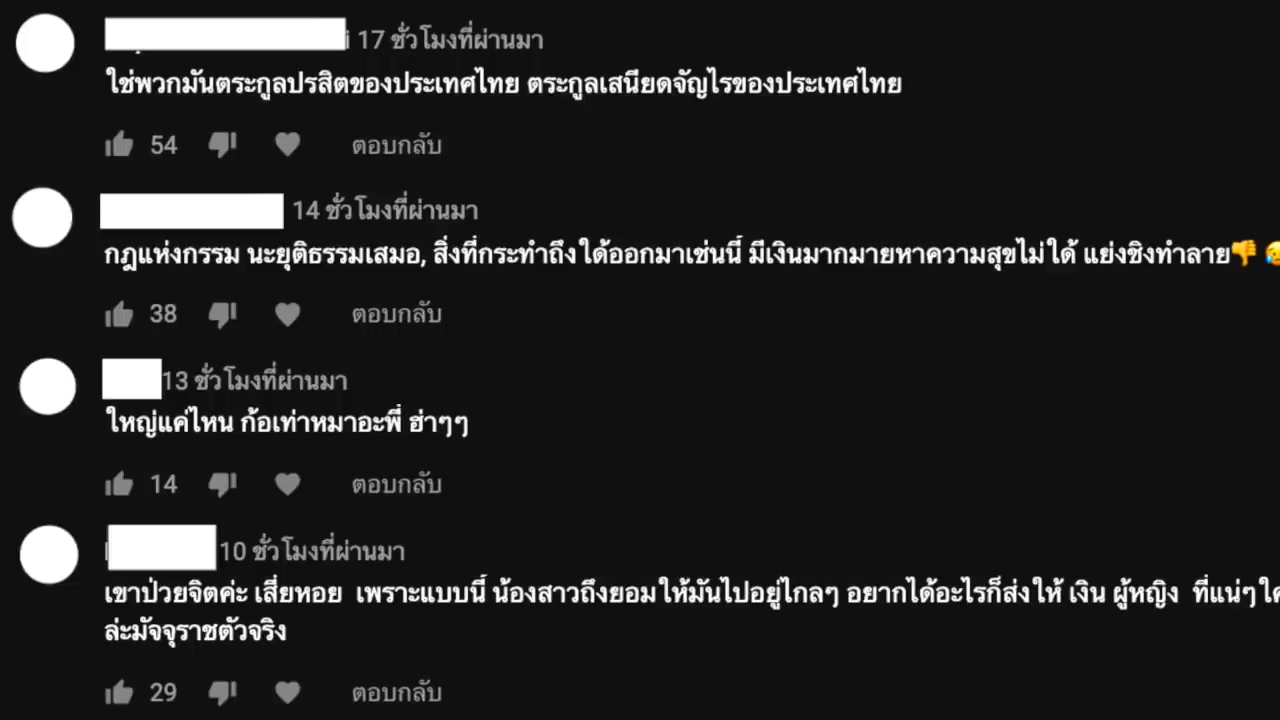 17 ชั่วโมงที่ผ่านมา
ใช่พวกมันตระกูลปรสิตของประเทศไทย ตระกูลเสนียดจัญไรของประเทศไทย
54 ตอบกลับ
14 ชั่วโมงที่ผ่านมา
กฎแห่งกรรม นะยุติธรรมเสมอ, สิ่งที่กระทำถึงใด้ออกมาเช่นนี้ มีเงินมากมายหาความสุขไม่ใด้ แย่งชิงทำลาย👎
38 ตอบกลับ
13 ชั่วโมงที่ผ่านมา
ใหญ่แค่ไหน ก้อเท่าหมาอะพี่ ฮ่าๆๆ
14 ตอบกลับ
10 ชั่วโมงที่ผ่านมา
เขาป่วยจิตค่ะ เสี่ยหอย เพราะแบบนี้ น้องสาวถึงยอมให้มันไปอยู่ไกลๆ อยากได้อะไรก็ส่งให้ เงิน ผู้หญิง ที่แน่ๆ
ล่ะมัจจุราชตัวจริง
29 ตอบกลับ